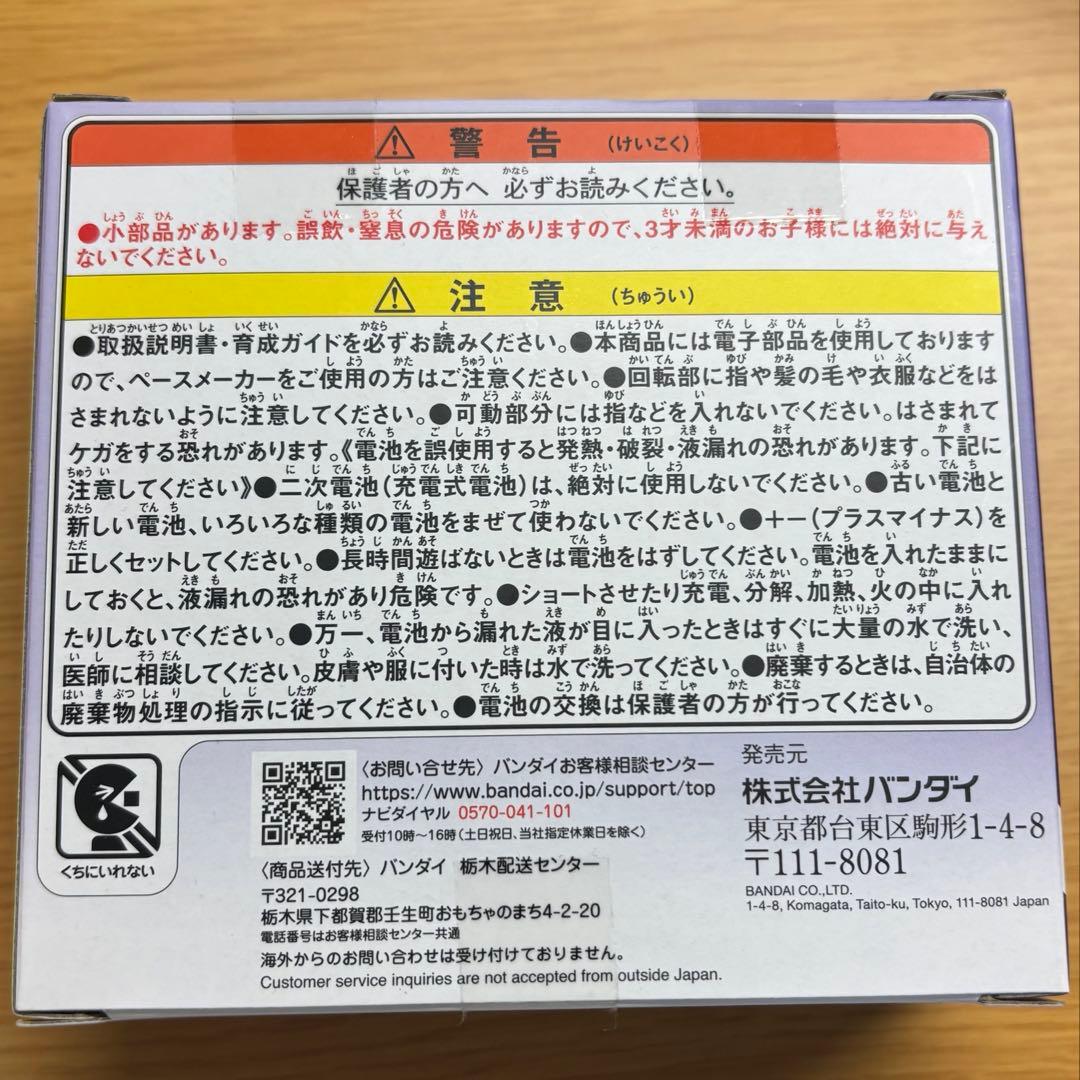 警告 (けいこく)
保護者の方へ 必ずお読みください。
●小部品があります。誤飲・窒息の危険がありますので、3才未満のお子様には絶対に与え
ないでください。
注意 (ちゅうい)
●取扱説明書・育成ガイドを必ずお読みください。●本商品には電子部品を使用しております
ので、ペースメーカーをご使用の方はご注意ください。●回転部に指や髪の毛や衣服などをは
さまれないように注意してください。●可動部分には指などを入れないでください。はさまれて
ケガをする恐れがあります。《電池を誤使用すると発熱・破裂・液漏れの恐れがあります。下記に
注意してください》●二次電池(充電式電池)は、絶対に使用しないでください。●古い電池と
新しい電池、いろいろな種類の電池をまぜて使わないでください。●+-(プラスマイナス)を
正しくセットしてください。●長時間遊ばないときは電池をはずしてください。電池を入れたままに
しておくと、液漏れの恐れがあり危険です。●ショートさせたり充電、分解、加熱、火の中に入れ
たりしないでください。●万一、電池から漏れた液が目に入ったときはすぐに大量の水で洗い、
医師に相談してください。皮膚や服に付いた時は水で洗ってください。●廃棄するときは、自治体の
廃棄物処理の指示に従ってください。●電池の交換は保護者の方が行ってください。
くちにいれない
〈お問い合せ先〉バンダイお客様相談センター
https://www.bandai.co.jp/support/top
ナビダイヤル 0570-041-101
受付10時〜16時(土日祝日、当社指定休業日を除く)
〈商品送付先〉バンダイ 栃木配送センター
〒321-0298
栃木県下都賀郡壬生町おもちゃのまち4-2-20
電話番号はお客様相談センター共通
海外からのお問い合わせは受け付けておりません。
Customer service inquiries are not accepted from outside Japan.
発売元
株式会社バンダイ
東京都台東区駒形1-4-8
〒111-8081
BANDAI CO.,LTD.
1-4-8, Komagata, Taito-ku, Tokyo, 111-8081 Japan